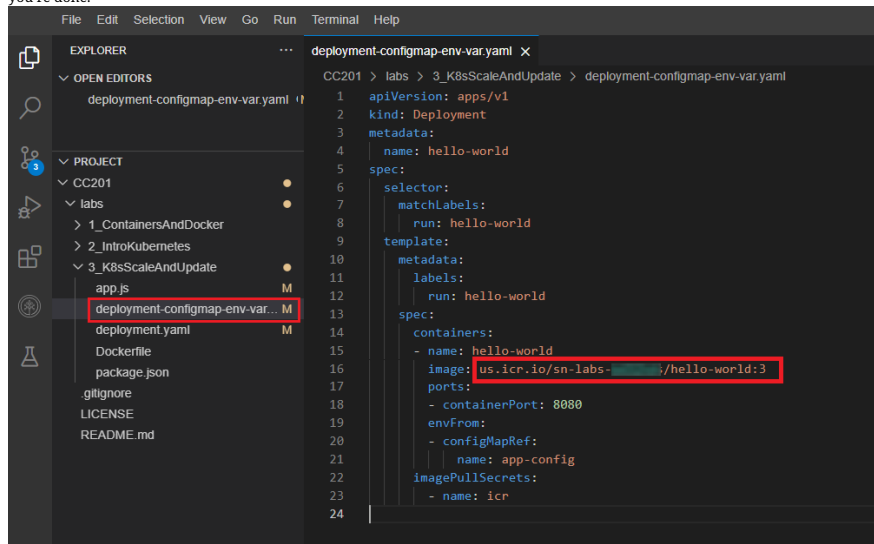 you're done.
File Edit Selection View Go Run Terminal Help
EXPLORER ···
OPEN EDITORS
deployment-configmap-env-var.yaml
PROJECT
CC201
labs
1_ContainersAndDocker
2_IntroKubernetes
3_K8sScaleAndUpdate
app.js M
deployment-configmap-env-var... M
deployment.yaml M
Dockerfile
package.json
.gitignore
LICENSE
README.md
3
deployment-configmap-env-var.yaml ×
CC201 > labs > 3_K8sScaleAndUpdate > deployment-configmap-env-var.yaml
1 apiVersion: apps/v1
2 kind: Deployment
3 metadata:
4 name: hello-world
5 spec:
6 selector:
7 matchLabels:
8 run: hello-world
9 template:
10 metadata:
11 labels:
12 run: hello-world
13 spec:
14 containers:
15 - name: hello-world
16 image: us.icr.io/sn-labs- /hello-world:3
17 ports:
18 - containerPort: 8080
19 envFrom:
20 - configMapRef:
21 name: app-config
22 imagePullSecrets:
23 - name: icr
24